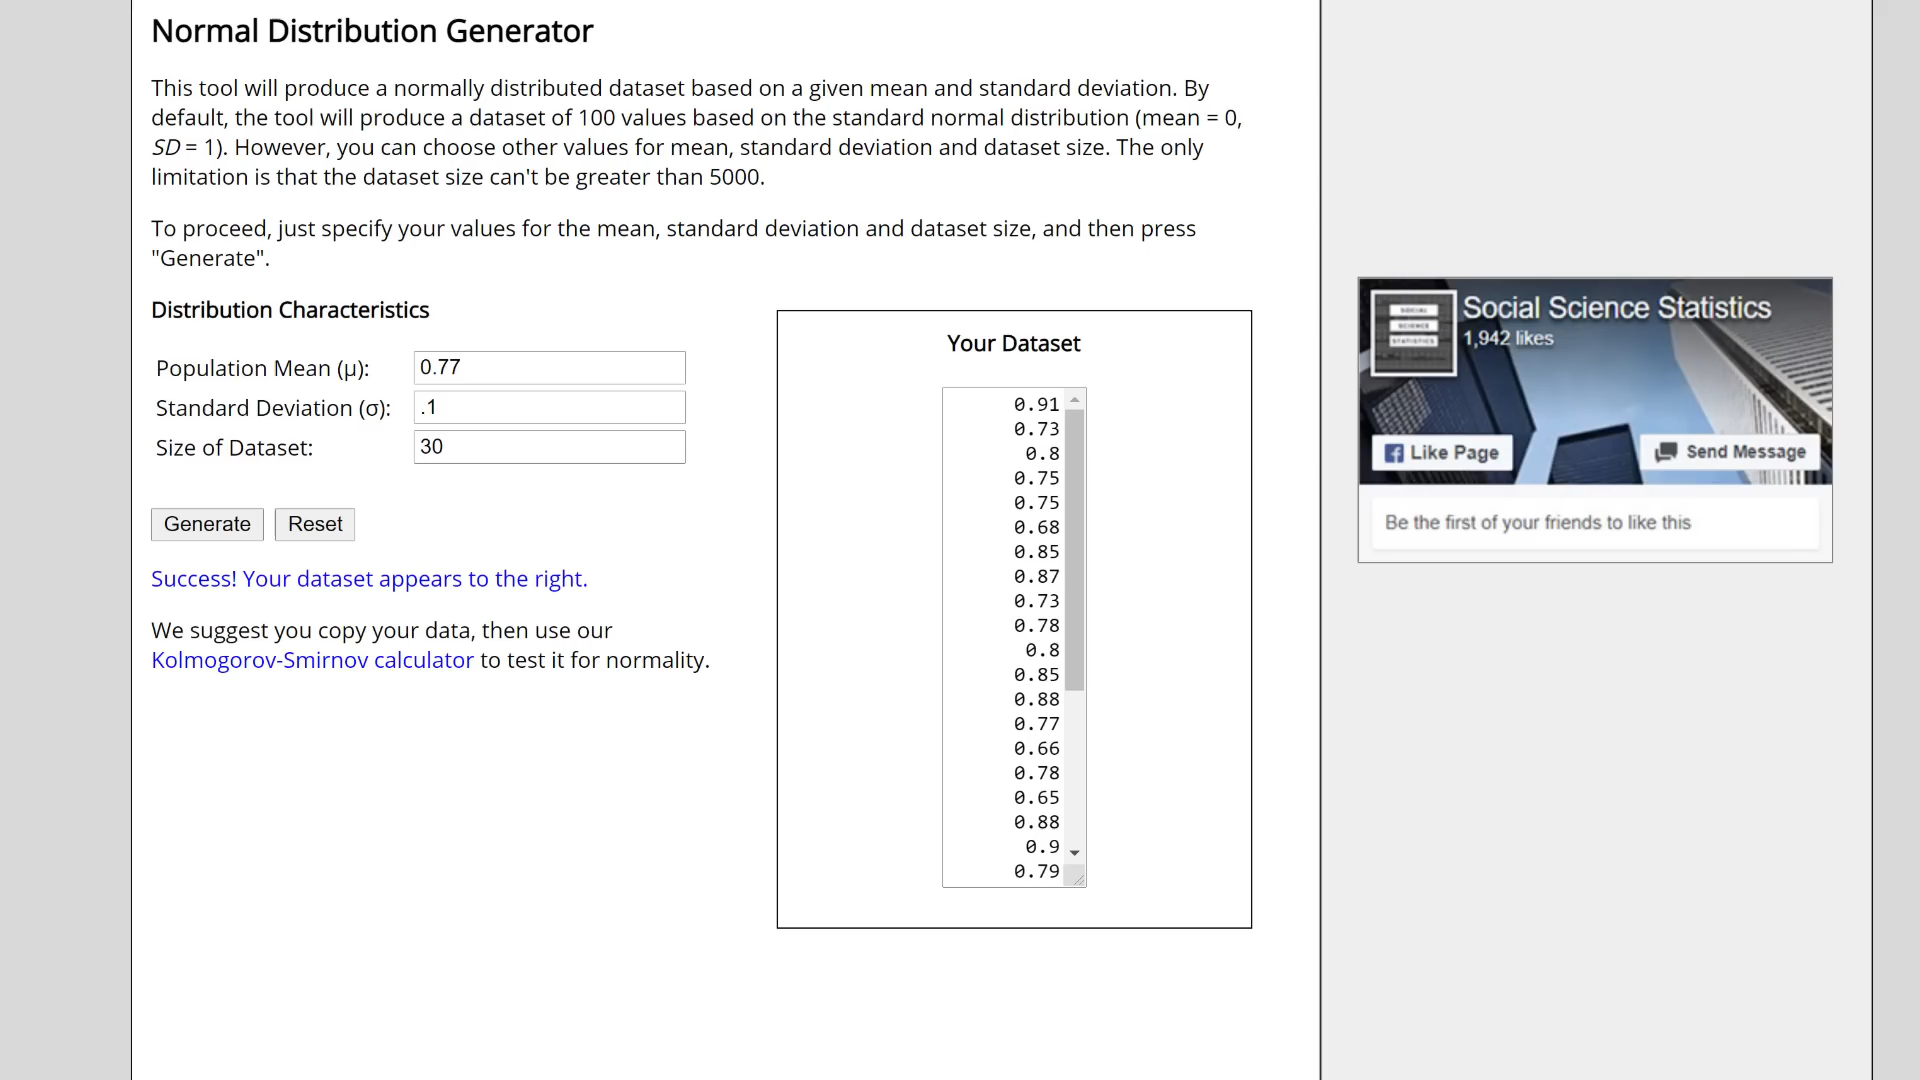 Normal Distribution Generator
This tool will produce a normally distributed dataset based on a given mean and standard deviation. By
default, the tool will produce a dataset of 100 values based on the standard normal distribution (mean = 0,
SD = 1). However, you can choose other values for mean, standard deviation and dataset size. The only
limitation is that the dataset size can't be greater than 5000.
To proceed, just specify your values for the mean, standard deviation and dataset size, and then press
"Generate".
Distribution Characteristics
Population Mean (μ): 0.77
Standard Deviation (σ): .1
Size of Dataset: 30
Generate Reset
Success! Your dataset appears to the right.
We suggest you copy your data, then use our
Kolmogorov-Smirnov calculator to test it for normality.
Your Dataset
0.91
0.73
0.8
0.75
0.75
0.68
0.85
0.87
0.73
0.78
0.8
0.85
0.88
0.77
0.66
0.78
0.65
0.88
0.9
0.79
SOCIAL
SCIENCE
STATISTICS
Social Science Statistics
1,942 likes
Like Page Send Message
Be the first of your friends to like this